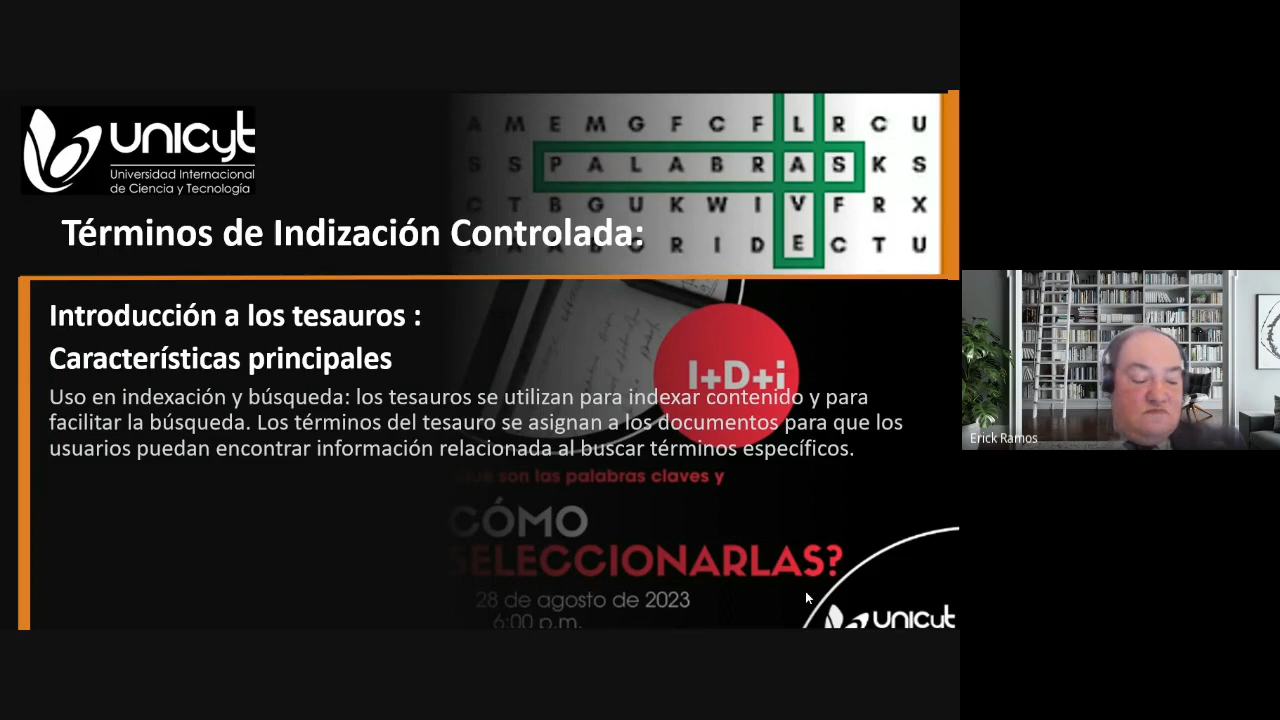 unicyt
Universidad Internacional
de Ciencia y Tecnología
A M E M G F C F L R C U
S S P A L A B R A S K S
C T B G U K W I V F R X
Términos de Indización Controlada:
G R I D E C T U
Introducción a los tesauros :
Características principales
I+D+i
Uso en indexación y búsqueda: los tesauros se utilizan para indexar contenido y para
facilitar la búsqueda. Los términos del tesauro se asignan a los documentos para que los
usuarios puedan encontrar información relacionada al buscar términos específicos.
son las palabras claves y
CÓMO
SELECCIONARLAS?
28 de agosto de 2023
6:00 p.m.
unicyt
Erick Ramos